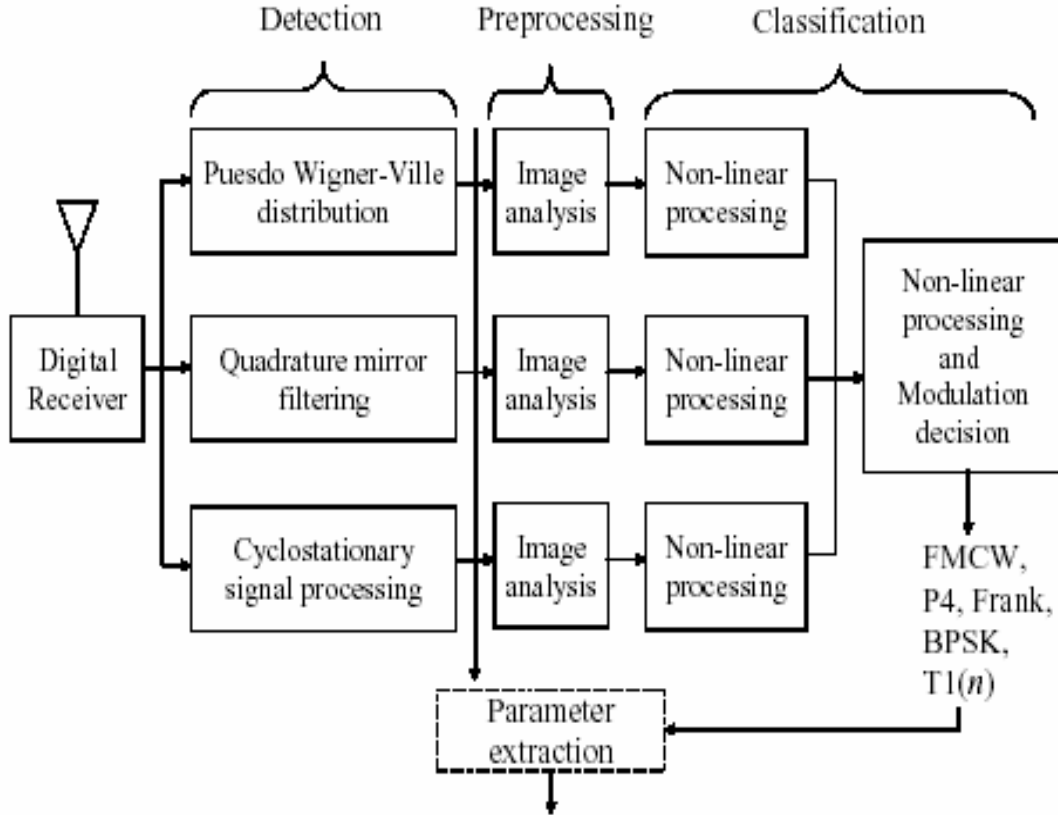 Detection
Preprocessing
Classification
Puesdo Wigner-Ville
distribution
Image
analysis
Non-linear
processing
Digital
Receiver
Quadrature mirror
filtering
Image
analysis
Non-linear
processing
Non-linear
processing
and
Modulation
decision
Cyclostationary
signal processing
Image
analysis
Non-linear
processing
FMCW,
P4, Frank,
BPSK,
T1(n)
Parameter
extraction